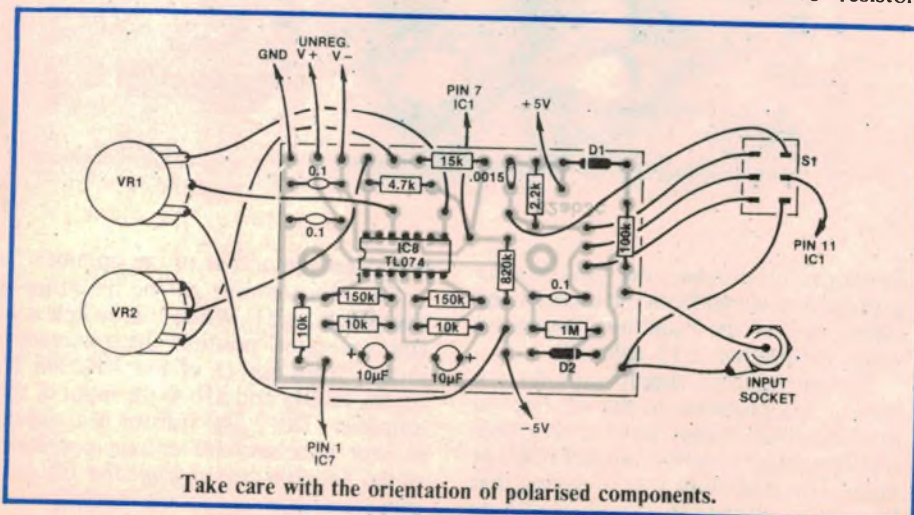 resistor
UNREG.
GND V+ V−
PIN 7
IC1
+5V
D1
S1
VR1
15k
.0015
2.2k
0.1
4.7k
100k
PIN 11
IC1
0.1
IC8
TL074
820k
VR2
1
150k
150k
0.1
10k
10k
10k
1M
+
+
10µF
10µF
D2
INPUT
SOCKET
PIN 1
IC7
−5V
Take care with the orientation of polarised components.